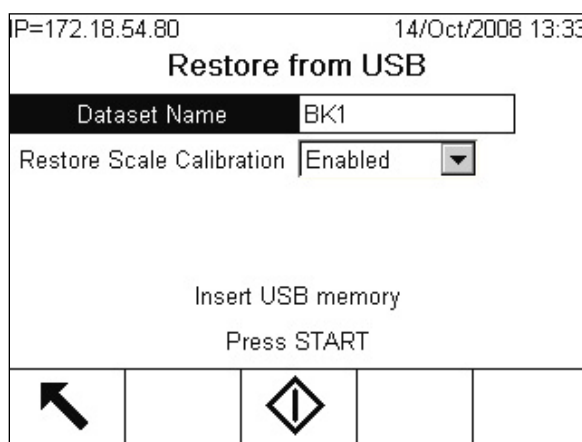 IP=172.18.54.80 14/Oct/2008 13:33
Restore from USB
Dataset Name BK1
Restore Scale Calibration Enabled
Insert USB memory
Press START